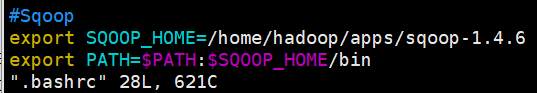 #Sqoop
export SQOOP_HOME=/home/hadoop/apps/sqoop-1.4.6
export PATH=$PATH:$SQOOP_HOME/bin
".bashrc" 28L, 621C